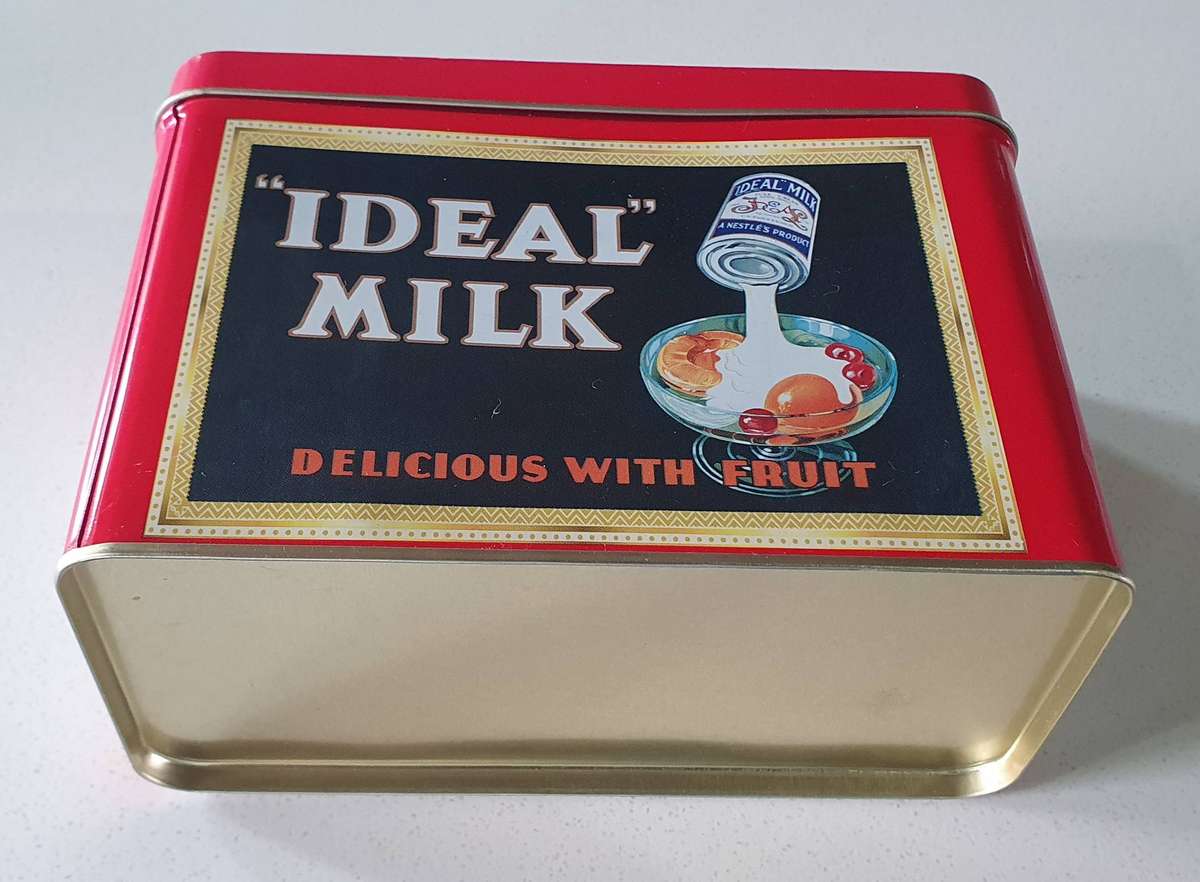 "IDEAL"
MILK
"IDEAL" MILK
A NESTLÉ'S PRODUCT
DELICIOUS WITH FRUIT